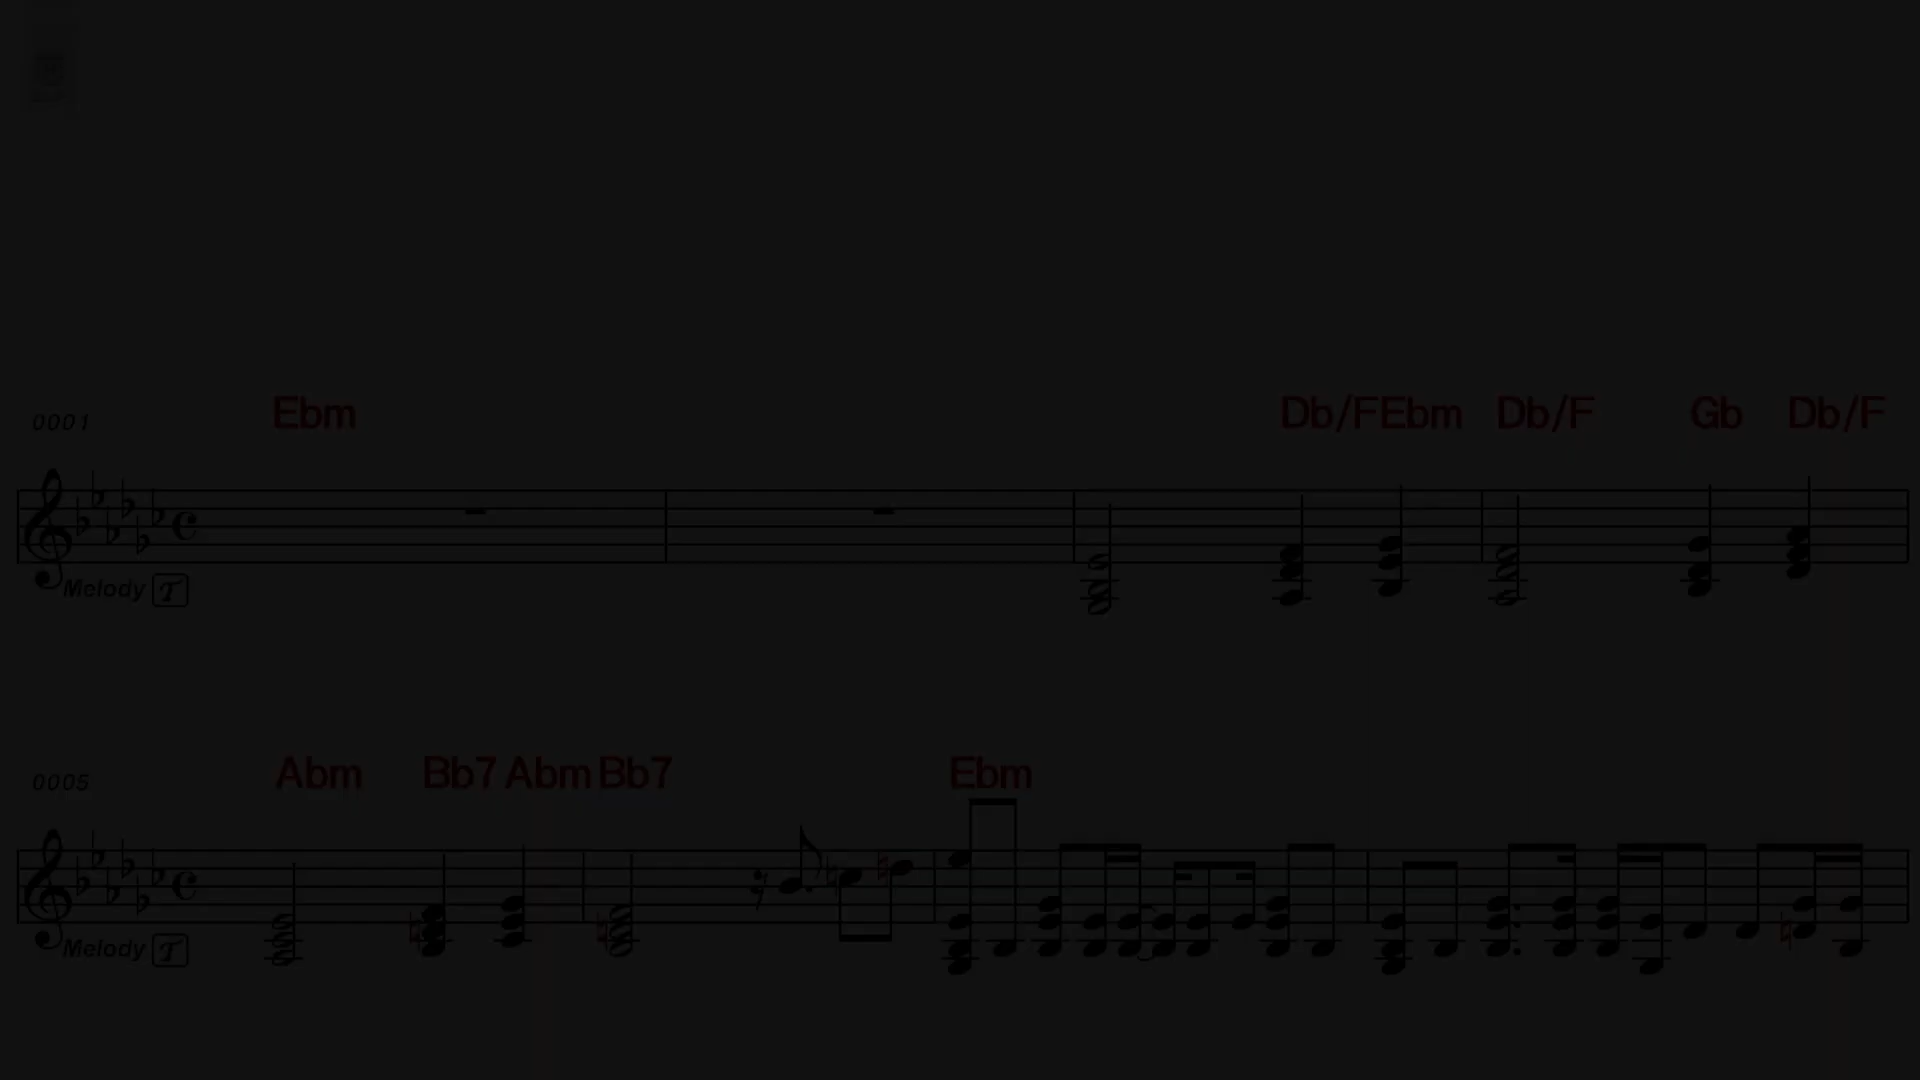 Ebm Db/F Ebm Db/F Gb Db/F
0001
Melody T
Abm Bb7 Abm Bb7 Ebm
0005
Melody T